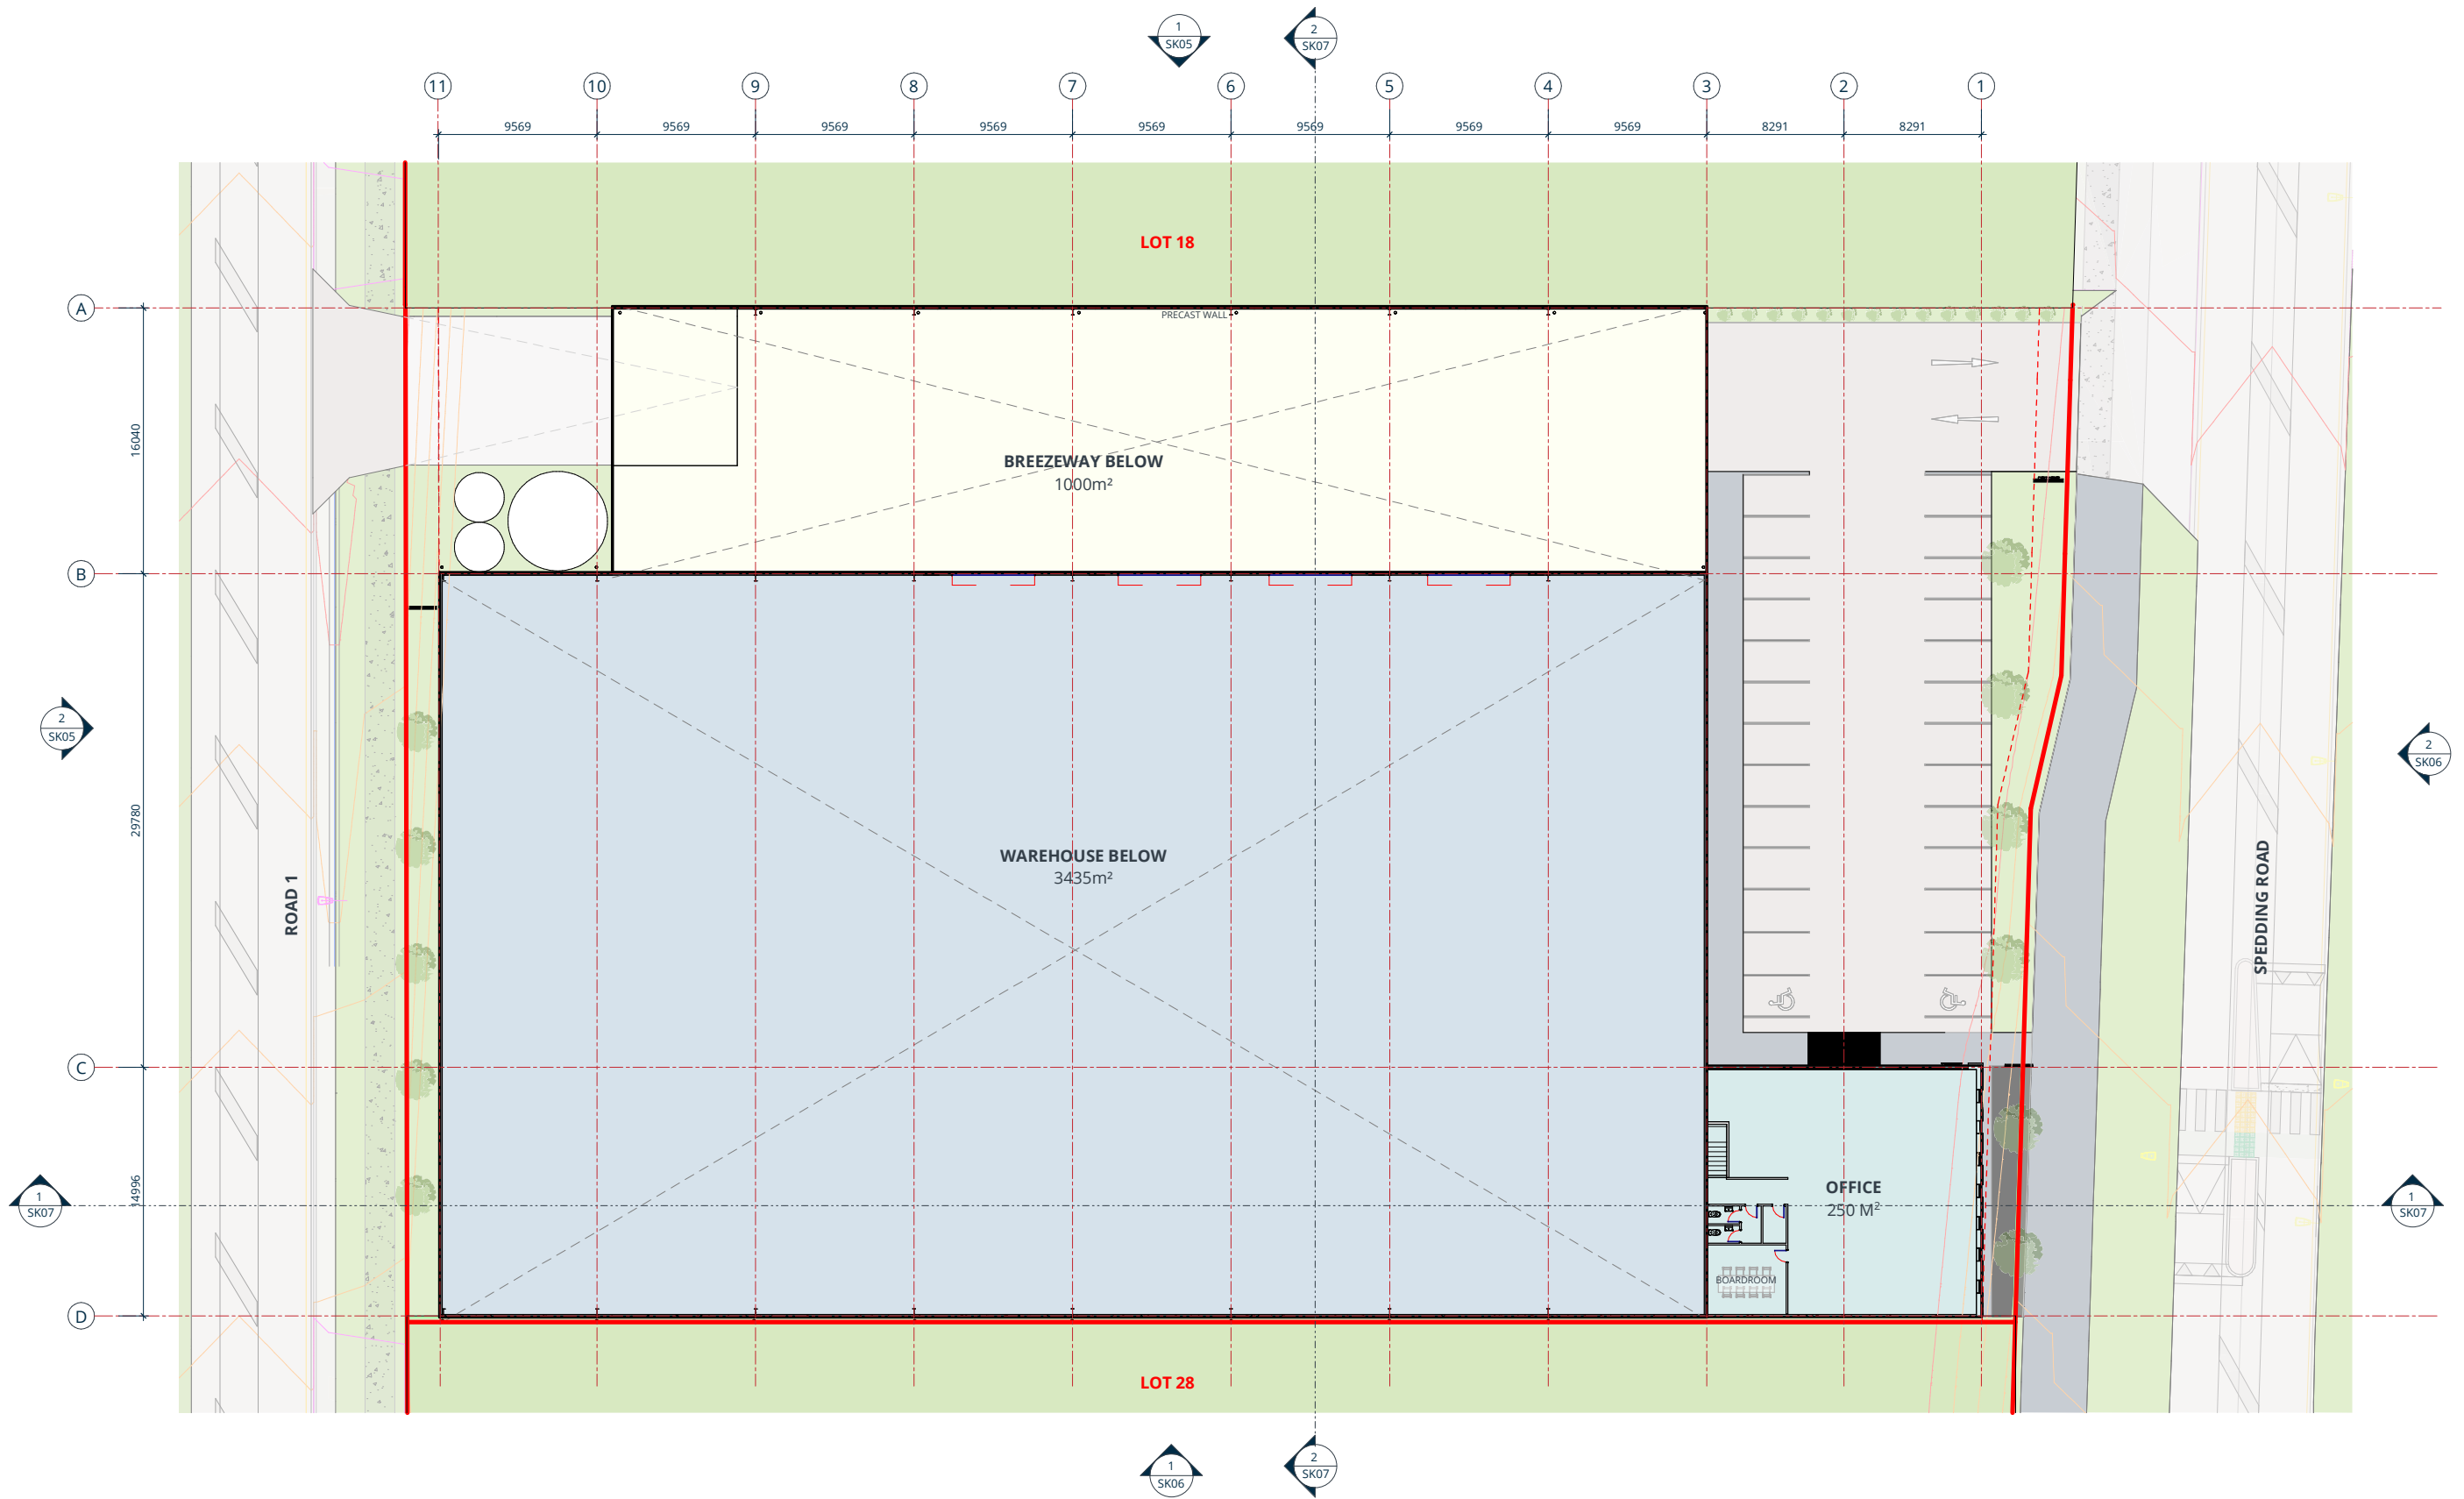 1
SK05
2
SK07
11
10
9
8
7
6
5
4
3
2
1
9569
9569
9569
9569
9569
9569
9569
9569
8291
8291
LOT 18
A
PRECAST WALL
16040
BREEZEWAY BELOW
1000m²
B
2
SK05
2
SK06
29780
WAREHOUSE BELOW
3435m²
ROAD 1
SPEDDING ROAD
C
14996
1
SK07
OFFICE
250 M²
1
SK07
BOARDROOM
D
LOT 28
1
SK06
2
SK07